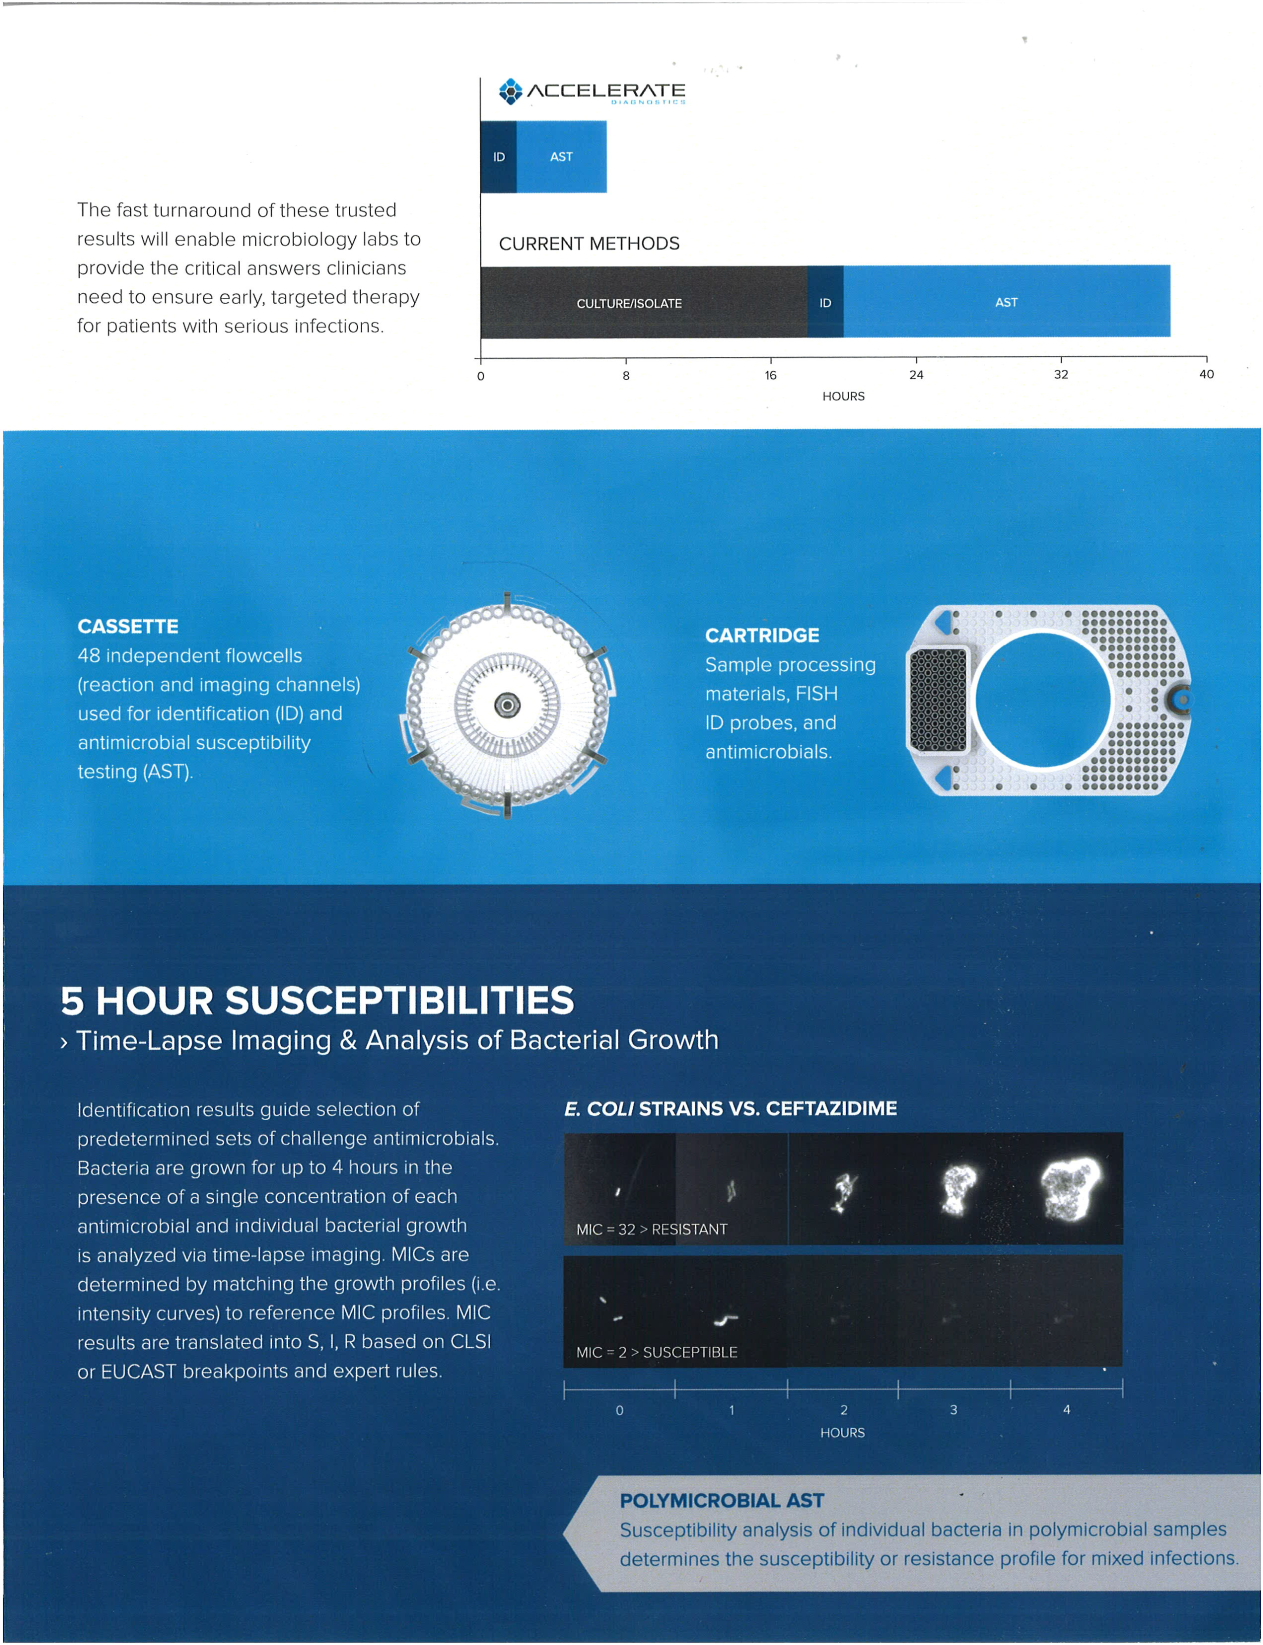 ACCELERATE
DIAGNOSTICS
ID
AST
The fast turnaround of these trusted
results will enable microbiology labs to
provide the critical answers clinicians
need to ensure early, targeted therapy
for patients with serious infections.
CURRENT METHODS
CULTURE/ISOLATE
ID
AST
0
8
16
24
32
40
HOURS
CASSETTE
48 independent flowcells
(reaction and imaging channels)
used for identification (ID) and
antimicrobial susceptibility
testing (AST).
CARTRIDGE
Sample processing
materials, FISH
ID probes, and
antimicrobials.
5 HOUR SUSCEPTIBILITIES
› Time-Lapse Imaging & Analysis of Bacterial Growth
Identification results guide selection of
predetermined sets of challenge antimicrobials.
Bacteria are grown for up to 4 hours in the
presence of a single concentration of each
antimicrobial and individual bacterial growth
is analyzed via time-lapse imaging. MICs are
determined by matching the growth profiles (i.e.
intensity curves) to reference MIC profiles. MIC
results are translated into S, I, R based on CLSI
or EUCAST breakpoints and expert rules.
E. COLI STRAINS VS. CEFTAZIDIME
MIC = 32 > RESISTANT
MIC = 2 > SUSCEPTIBLE
0
1
2
3
4
HOURS
POLYMICROBIAL AST
Susceptibility analysis of individual bacteria in polymicrobial samples
determines the susceptibility or resistance profile for mixed infections.